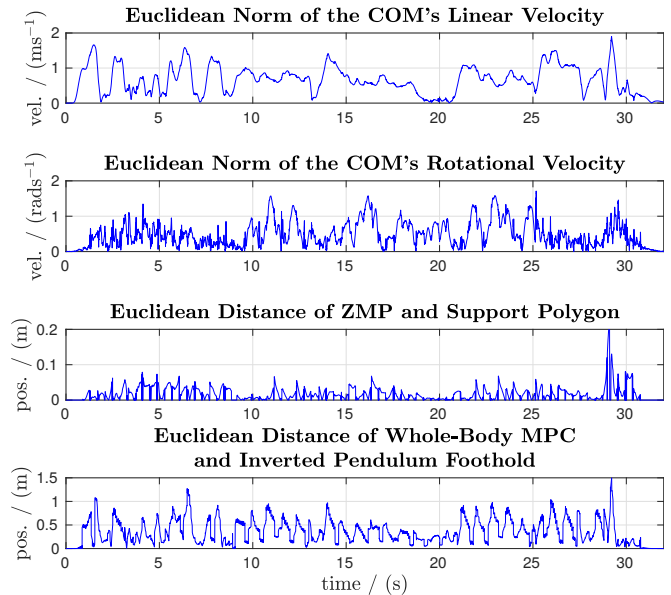 Euclidean Norm of the COM's Linear Velocity
vel. / (ms⁻¹)
2
1
0
0 5 10 15 20 25 30
Euclidean Norm of the COM's Rotational Velocity
vel. / (rads⁻¹)
2
1
0
0 5 10 15 20 25 30
Euclidean Distance of ZMP and Support Polygon
pos. / (m)
0.2
0.1
0
0 5 10 15 20 25 30
Euclidean Distance of Whole-Body MPC
and Inverted Pendulum Foothold
pos. / (m)
1.5
1
0.5
0
0 5 10 15 20 25 30
time / (s)